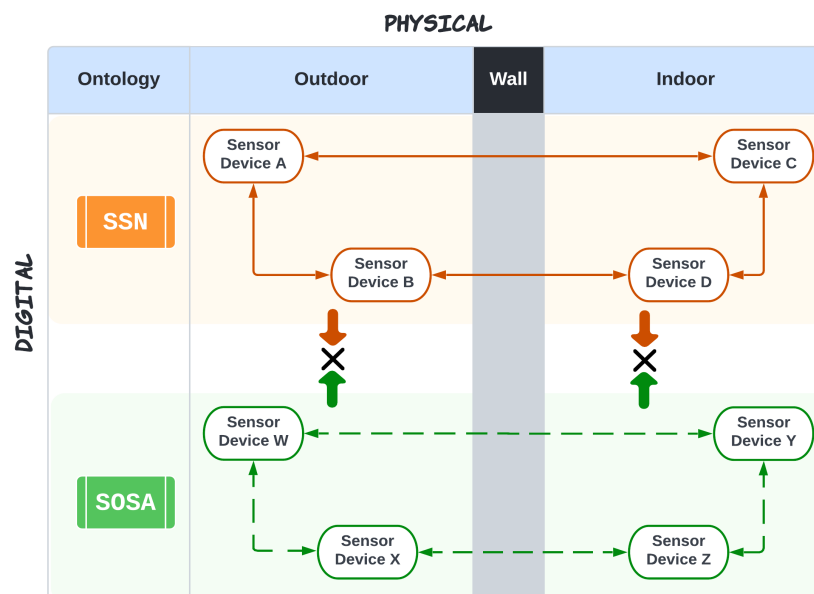 PHYSICAL
Ontology
Outdoor
Wall
Indoor
DIGITAL
SSN
Sensor
Device A
Sensor
Device C
Sensor
Device B
Sensor
Device D
SOSA
Sensor
Device W
Sensor
Device Y
Sensor
Device X
Sensor
Device Z